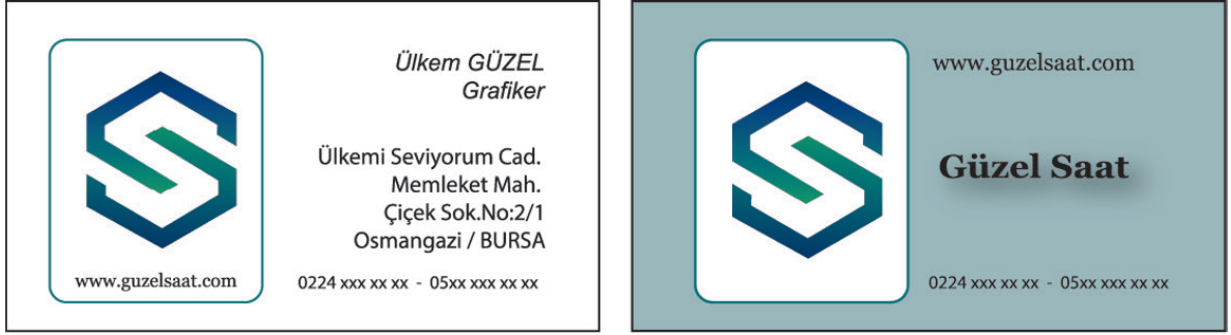 Ülkem GÜZEL
Grafiker
Ülkemi Seviyorum Cad.
Memleket Mah.
Çiçek Sok.No:2/1
Osmangazi / BURSA
www.guzelsaat.com
0224 xxx xx xx - 05xx xxx xx xx
www.guzelsaat.com
Güzel Saat
0224 xxx xx xx - 05xx xxx xx xx